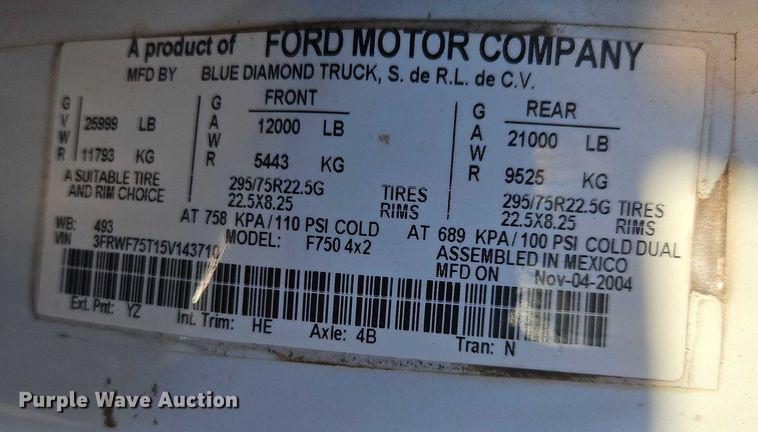 A product of FORD MOTOR COMPANY
MFD BY BLUE DIAMOND TRUCK, S. de R.L. de C.V.
GVWR 25999 LB
11793 KG
FRONT GAWR 12000 LB
5443 KG
REAR GAWR 21000 LB
9525 KG
A SUITABLE TIRE
AND RIM CHOICE
295/75R22.5G TIRES
22.5X8.25 RIMS
295/75R22.5G TIRES
22.5X8.25 RIMS
AT 758 KPA/110 PSI COLD
AT 689 KPA/100 PSI COLD DUAL
WB: 493
VIN
MODEL: F750 4x2
ASSEMBLED IN MEXICO
MFD ON Nov-04-2004
Ext. Pnt: YZ Int. Trim: HE Axle: 4B Tran: N
Purple Wave Auction